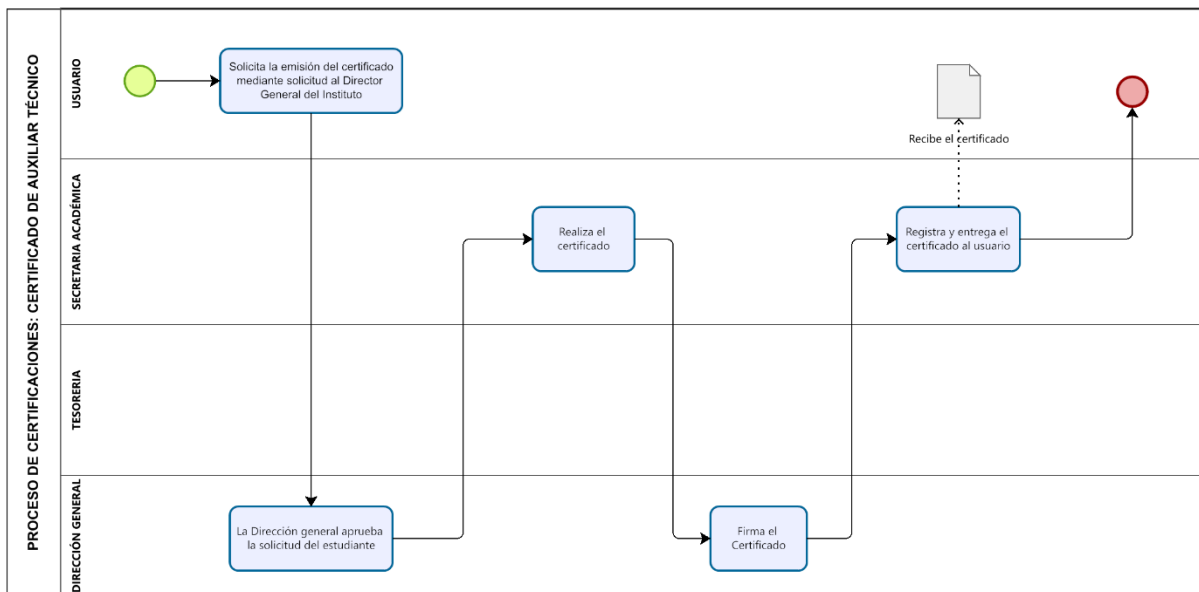 PROCESO DE CERTIFICACIONES: CERTIFICADO DE AUXILIAR TÉCNICO
USUARIO
Solicita la emisión del certificado
mediante solicitud al Director
General del Instituto
Recibe el certificado
SECRETARIA ACADÉMICA
Realiza el
certificado
Registra y entrega el
certificado al usuario
TESORERIA
DIRECCIÓN GENERAL
La Dirección general aprueba
la solicitud del estudiante
Firma el
Certificado